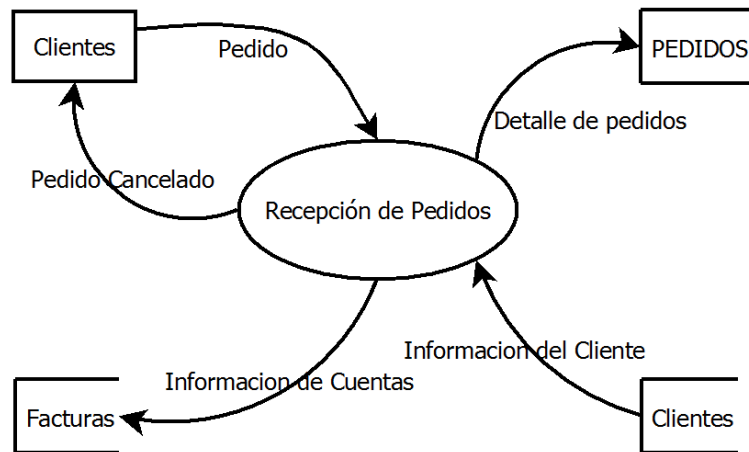 Clientes
Pedido
PEDIDOS
Detalle de pedidos
Pedido Cancelado
Recepción de Pedidos
Informacion del Cliente
Informacion de Cuentas
Facturas
Clientes